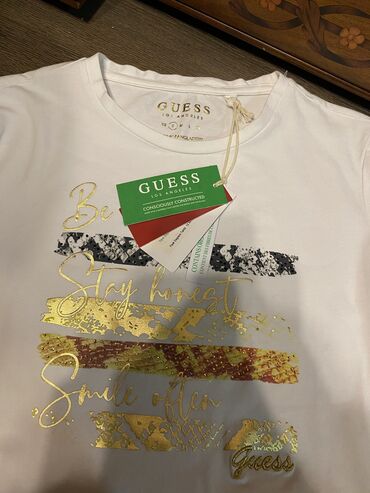 GUESS
LOS ANGELES
GUESS
LOS ANGELES
CONSCIOUSLY CONSTRUCTED
Be
Stay honest
Smile often
Guess